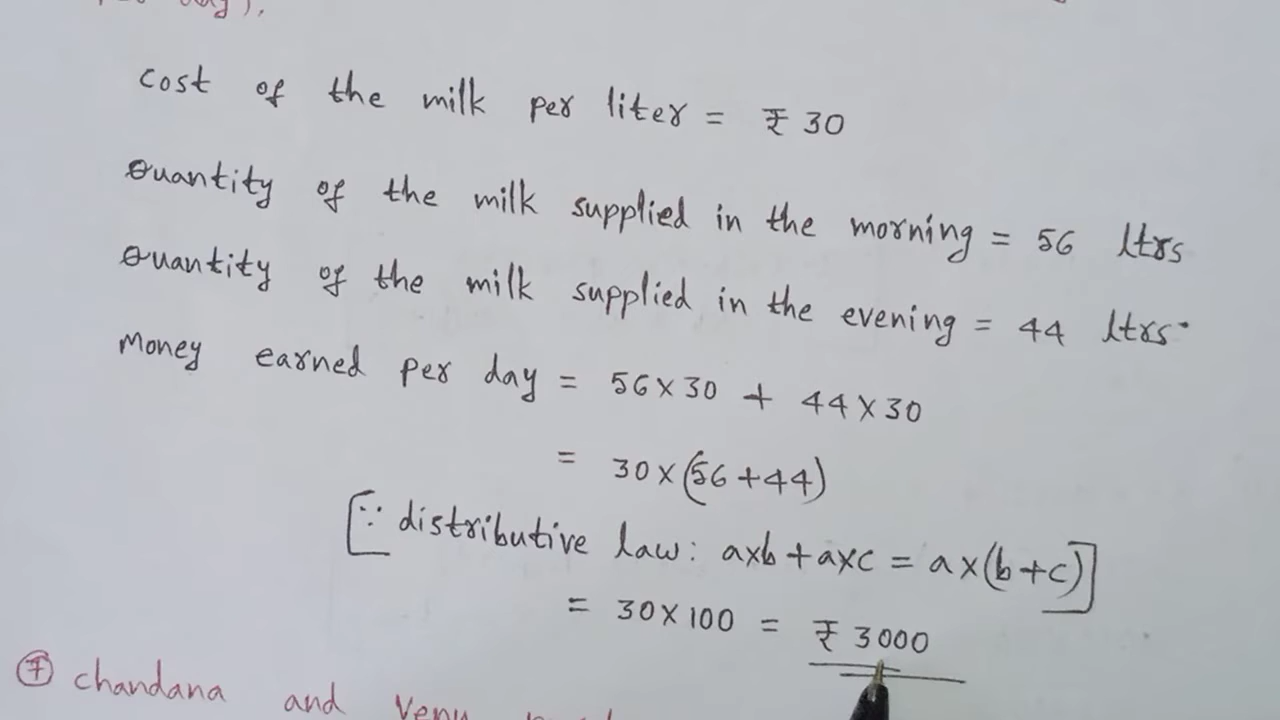 day).
cost of the milk per liter = ₹ 30
Quantity of the milk supplied in the morning = 56 ltrs
Quantity of the milk supplied in the evening = 44 ltrs.
Money earned per day = 56 × 30 + 44 × 30
= 30 × (56 + 44)
[∵ distributive law: a×b + a×c = a×(b+c)]
= 30 × 100 = ₹ 3000
⑦ chandana and Venu